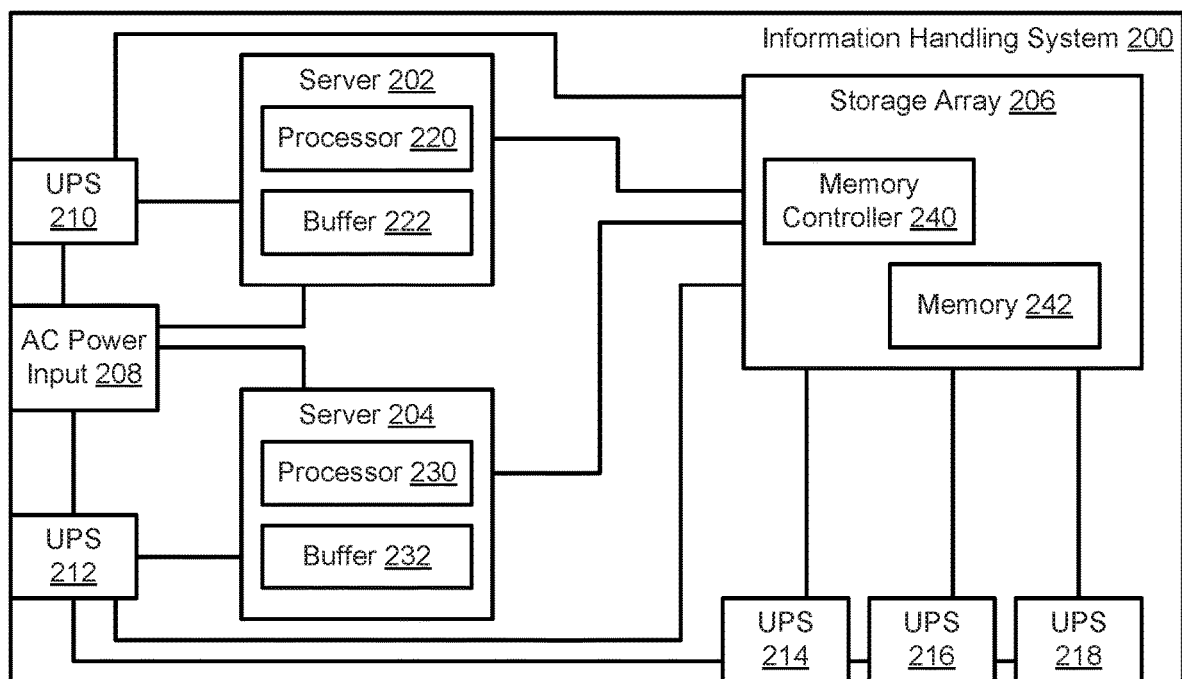 Information Handling System 200
Server 202
Processor 220
Buffer 222
Storage Array 206
Memory
Controller 240
Memory 242
UPS
210
AC Power
Input 208
Server 204
Processor 230
Buffer 232
UPS
212
UPS
214
UPS
216
UPS
218